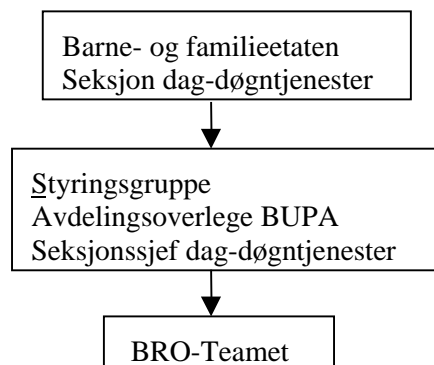 Barne- og familieetaten
Seksjon dag-døgntjenester
Styringsgruppe
Avdelingsoverlege BUPA
Seksjonssjef dag-døgntjenester
BRO-Teamet